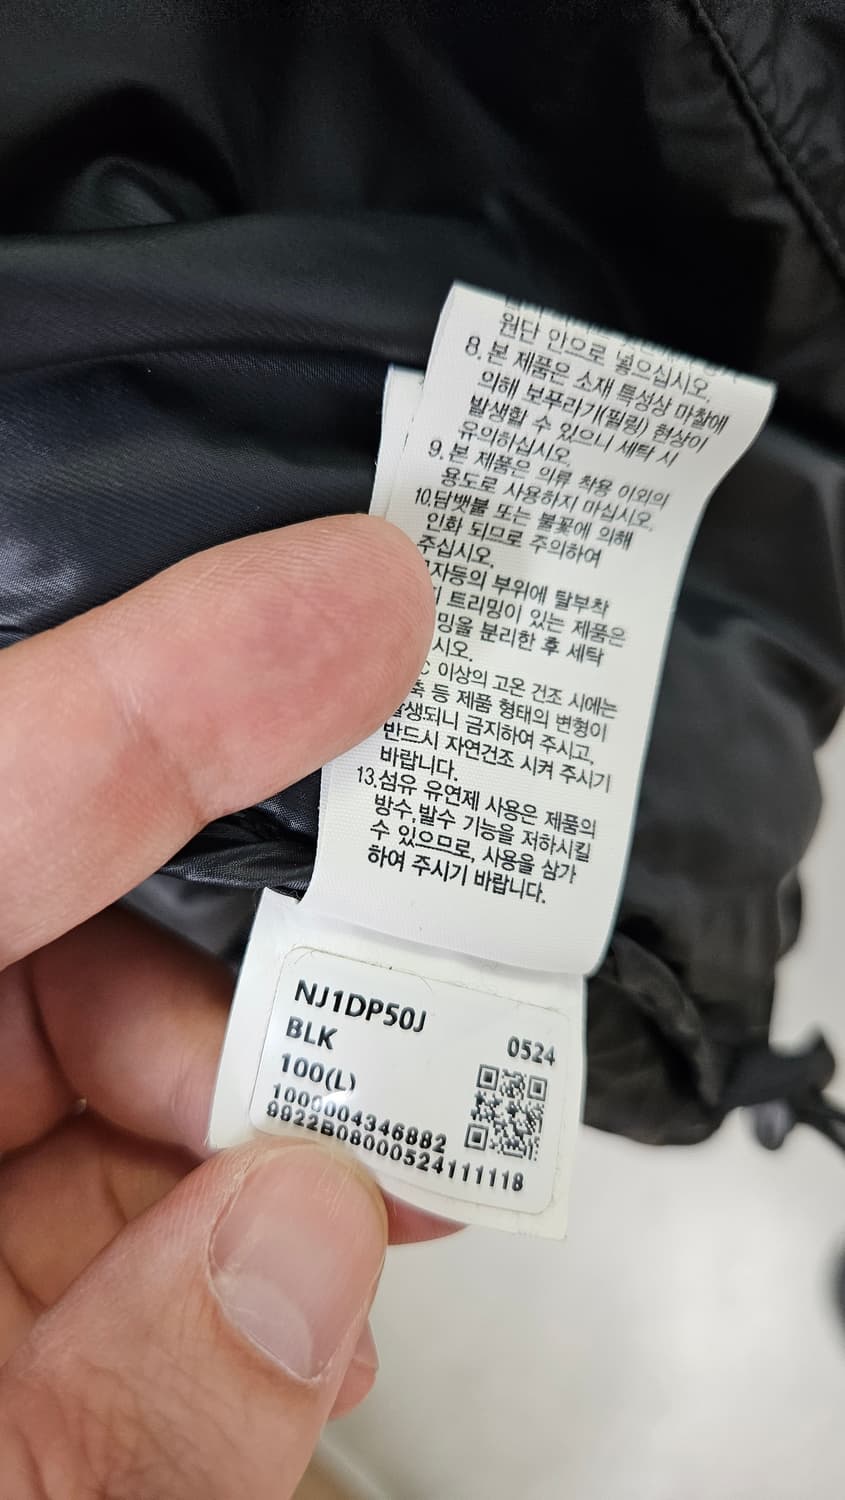 원단 안으로 넣으십시오.
8. 본 제품은 소재 특성상 마찰에
의해 보푸라기(필링) 현상이
발생할 수 있으니 세탁 시
유의하십시오.
9. 본 제품은 의류 착용 이외의
용도로 사용하지 마십시오.
10.담뱃불 또는 불꽃에 의해
인화 되므로 주의하여
주십시오.
자등의 부위에 탈부착
트리밍이 있는 제품은
밍을 분리한 후 세탁
시오.
C 이상의 고온 건조 시에는
축 등 제품 형태의 변형이
발생되니 금지하여 주시고,
반드시 자연건조 시켜 주시기
바랍니다.
13.섬유 유연제 사용은 제품의
방수,발수 기능을 저하시킬
수 있으므로, 사용을 삼가
하여 주시기 바랍니다.
NJ1DP50J
BLK
0524
100(L)
1000004346882
9922B08000524111118